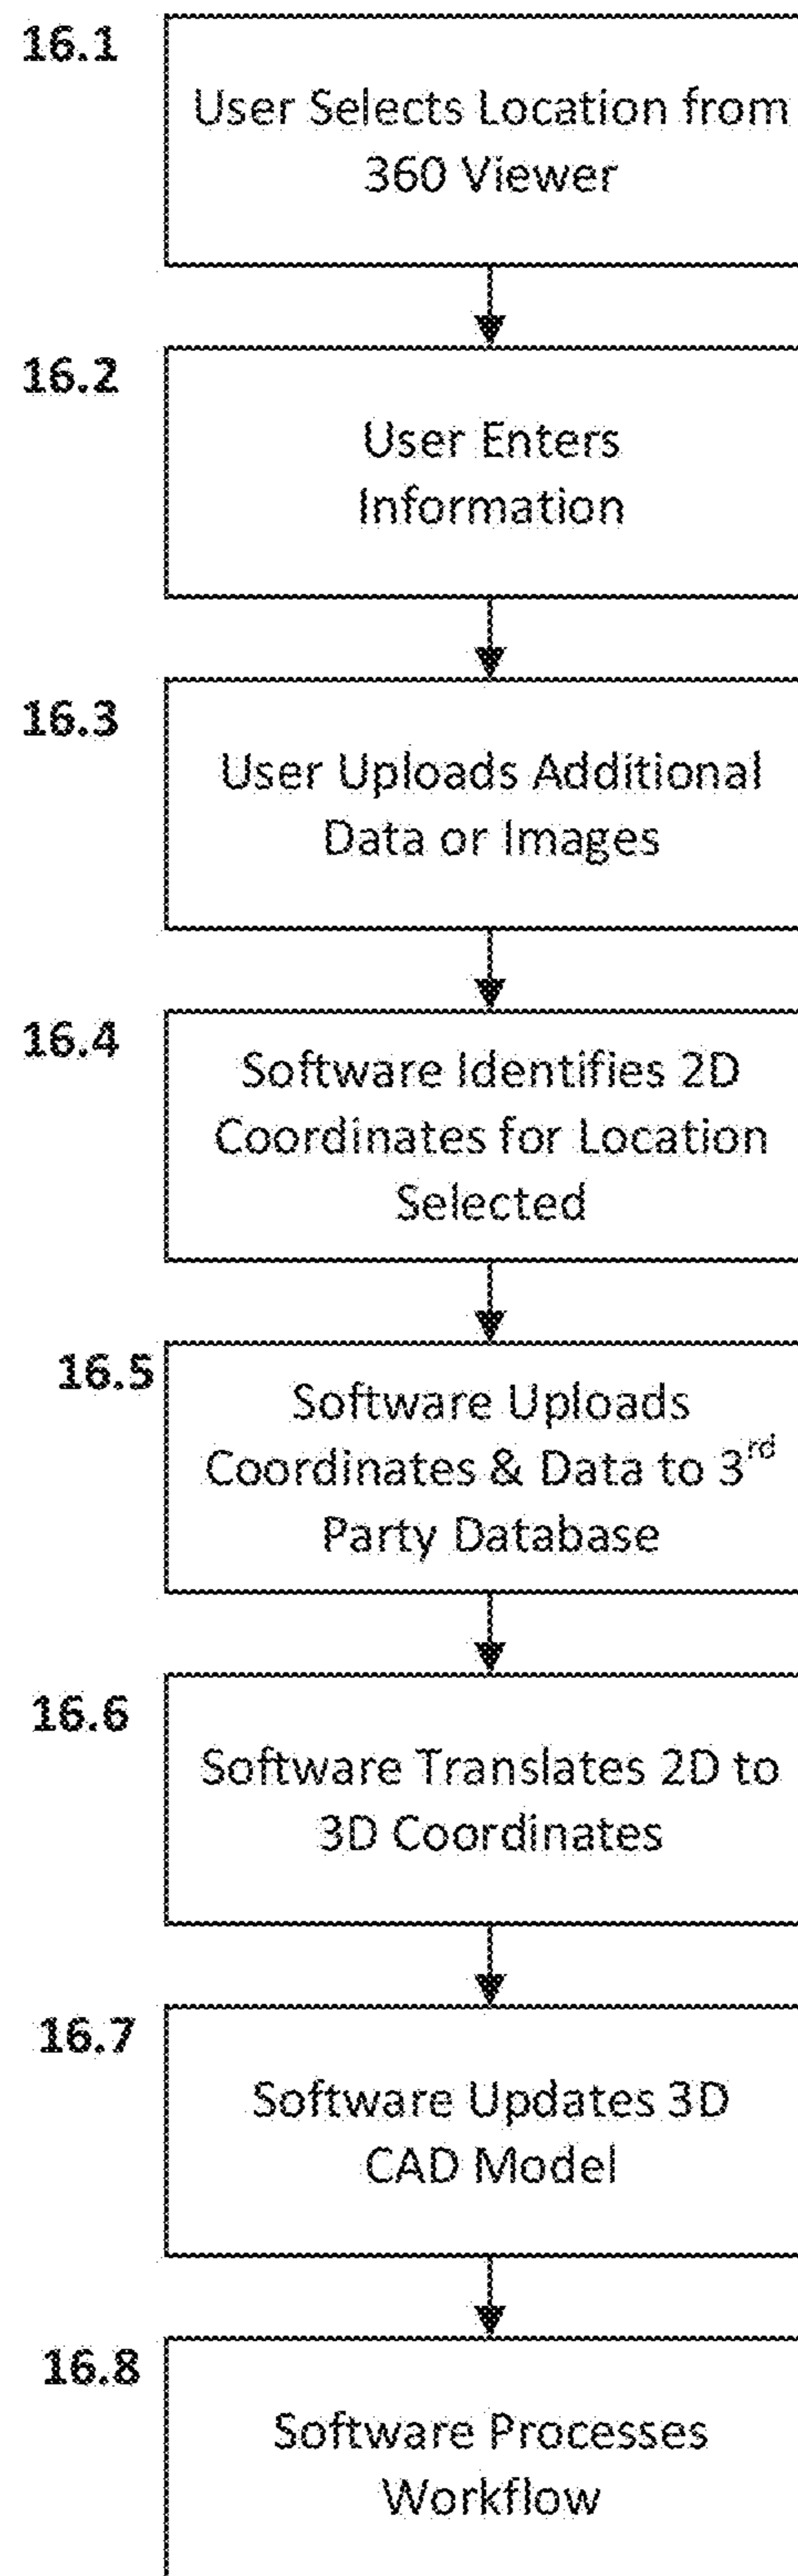 16.1
User Selects Location from
360 Viewer
16.2
User Enters
Information
16.3
User Uploads Additional
Data or Images
16.4
Software Identifies 2D
Coordinates for Location
Selected
16.5
Software Uploads
Coordinates & Data to 3rd
Party Database
16.6
Software Translates 2D to
3D Coordinates
16.7
Software Updates 3D
CAD Model
16.8
Software Processes
Workflow